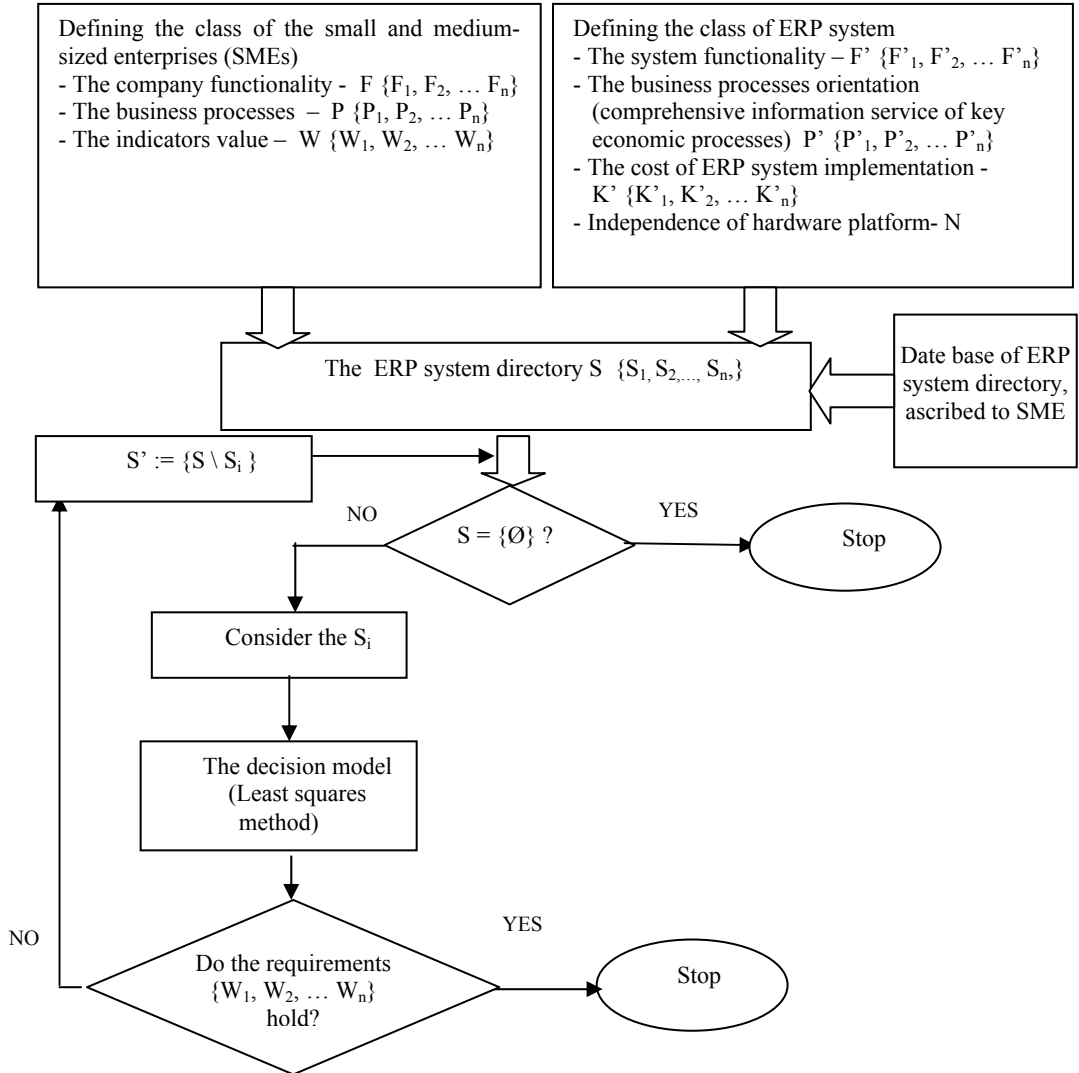 Defining the class of the small and medium-
sized enterprises (SMEs)
- The company functionality - F {F₁, F₂, … Fₙ}
- The business processes – P {P₁, P₂, … Pₙ}
- The indicators value – W {W₁, W₂, … Wₙ}
Defining the class of ERP system
- The system functionality – F’ {F’₁, F’₂, … F’ₙ}
- The business processes orientation
(comprehensive information service of key
economic processes) P’ {P’₁, P’₂, … P’ₙ}
- The cost of ERP system implementation -
K’ {K’₁, K’₂, … K’ₙ}
- Independence of hardware platform- N
The ERP system directory S {S₁, S₂,…, Sₙ,}
Date base of ERP
system directory,
ascribed to SME
S’ := {S \ Sᵢ }
NO
S = {Ø} ?
YES
Stop
Consider the Sᵢ
The decision model
(Least squares
method)
NO
Do the requirements
{W₁, W₂, … Wₙ}
hold?
YES
Stop